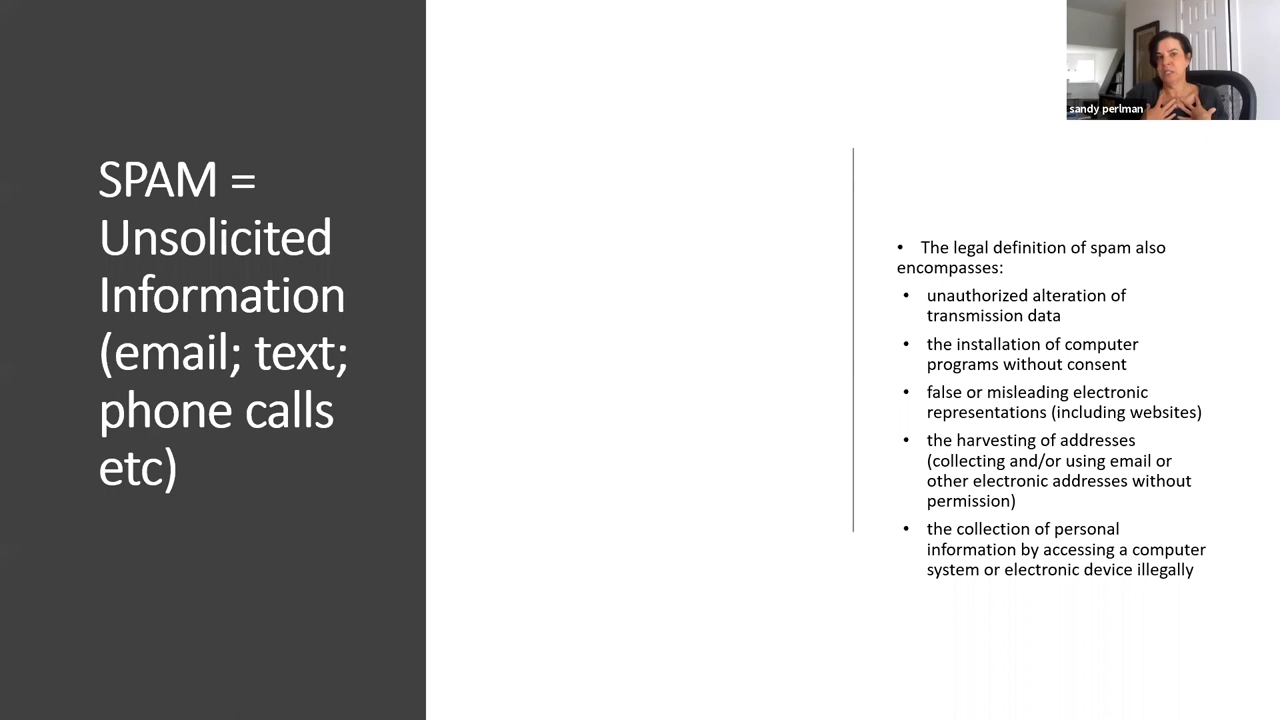 SPAM =
Unsolicited
Information
(email; text;
phone calls
etc)
sandy perlman
• The legal definition of spam also
encompasses:
• unauthorized alteration of
transmission data
• the installation of computer
programs without consent
• false or misleading electronic
representations (including websites)
• the harvesting of addresses
(collecting and/or using email or
other electronic addresses without
permission)
• the collection of personal
information by accessing a computer
system or electronic device illegally